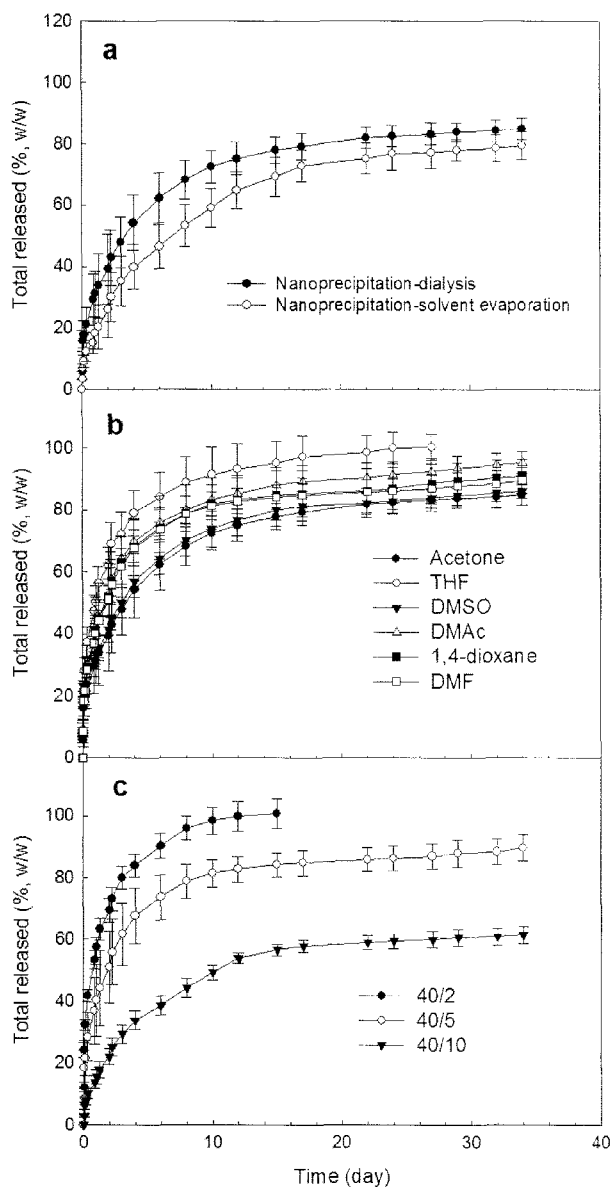 a
120
100
80
60
40
20
0
Total released (%, w/w)
Nanoprecipitation-dialysis
Nanoprecipitation-solvent evaporation
b
100
80
60
40
20
0
Total released (%, w/w)
Acetone
THF
DMSO
DMAc
1,4-dioxane
DMF
c
100
80
60
40
20
0
Total released (%, w/w)
40/2
40/5
40/10
0 10 20 30 40
Time (day)